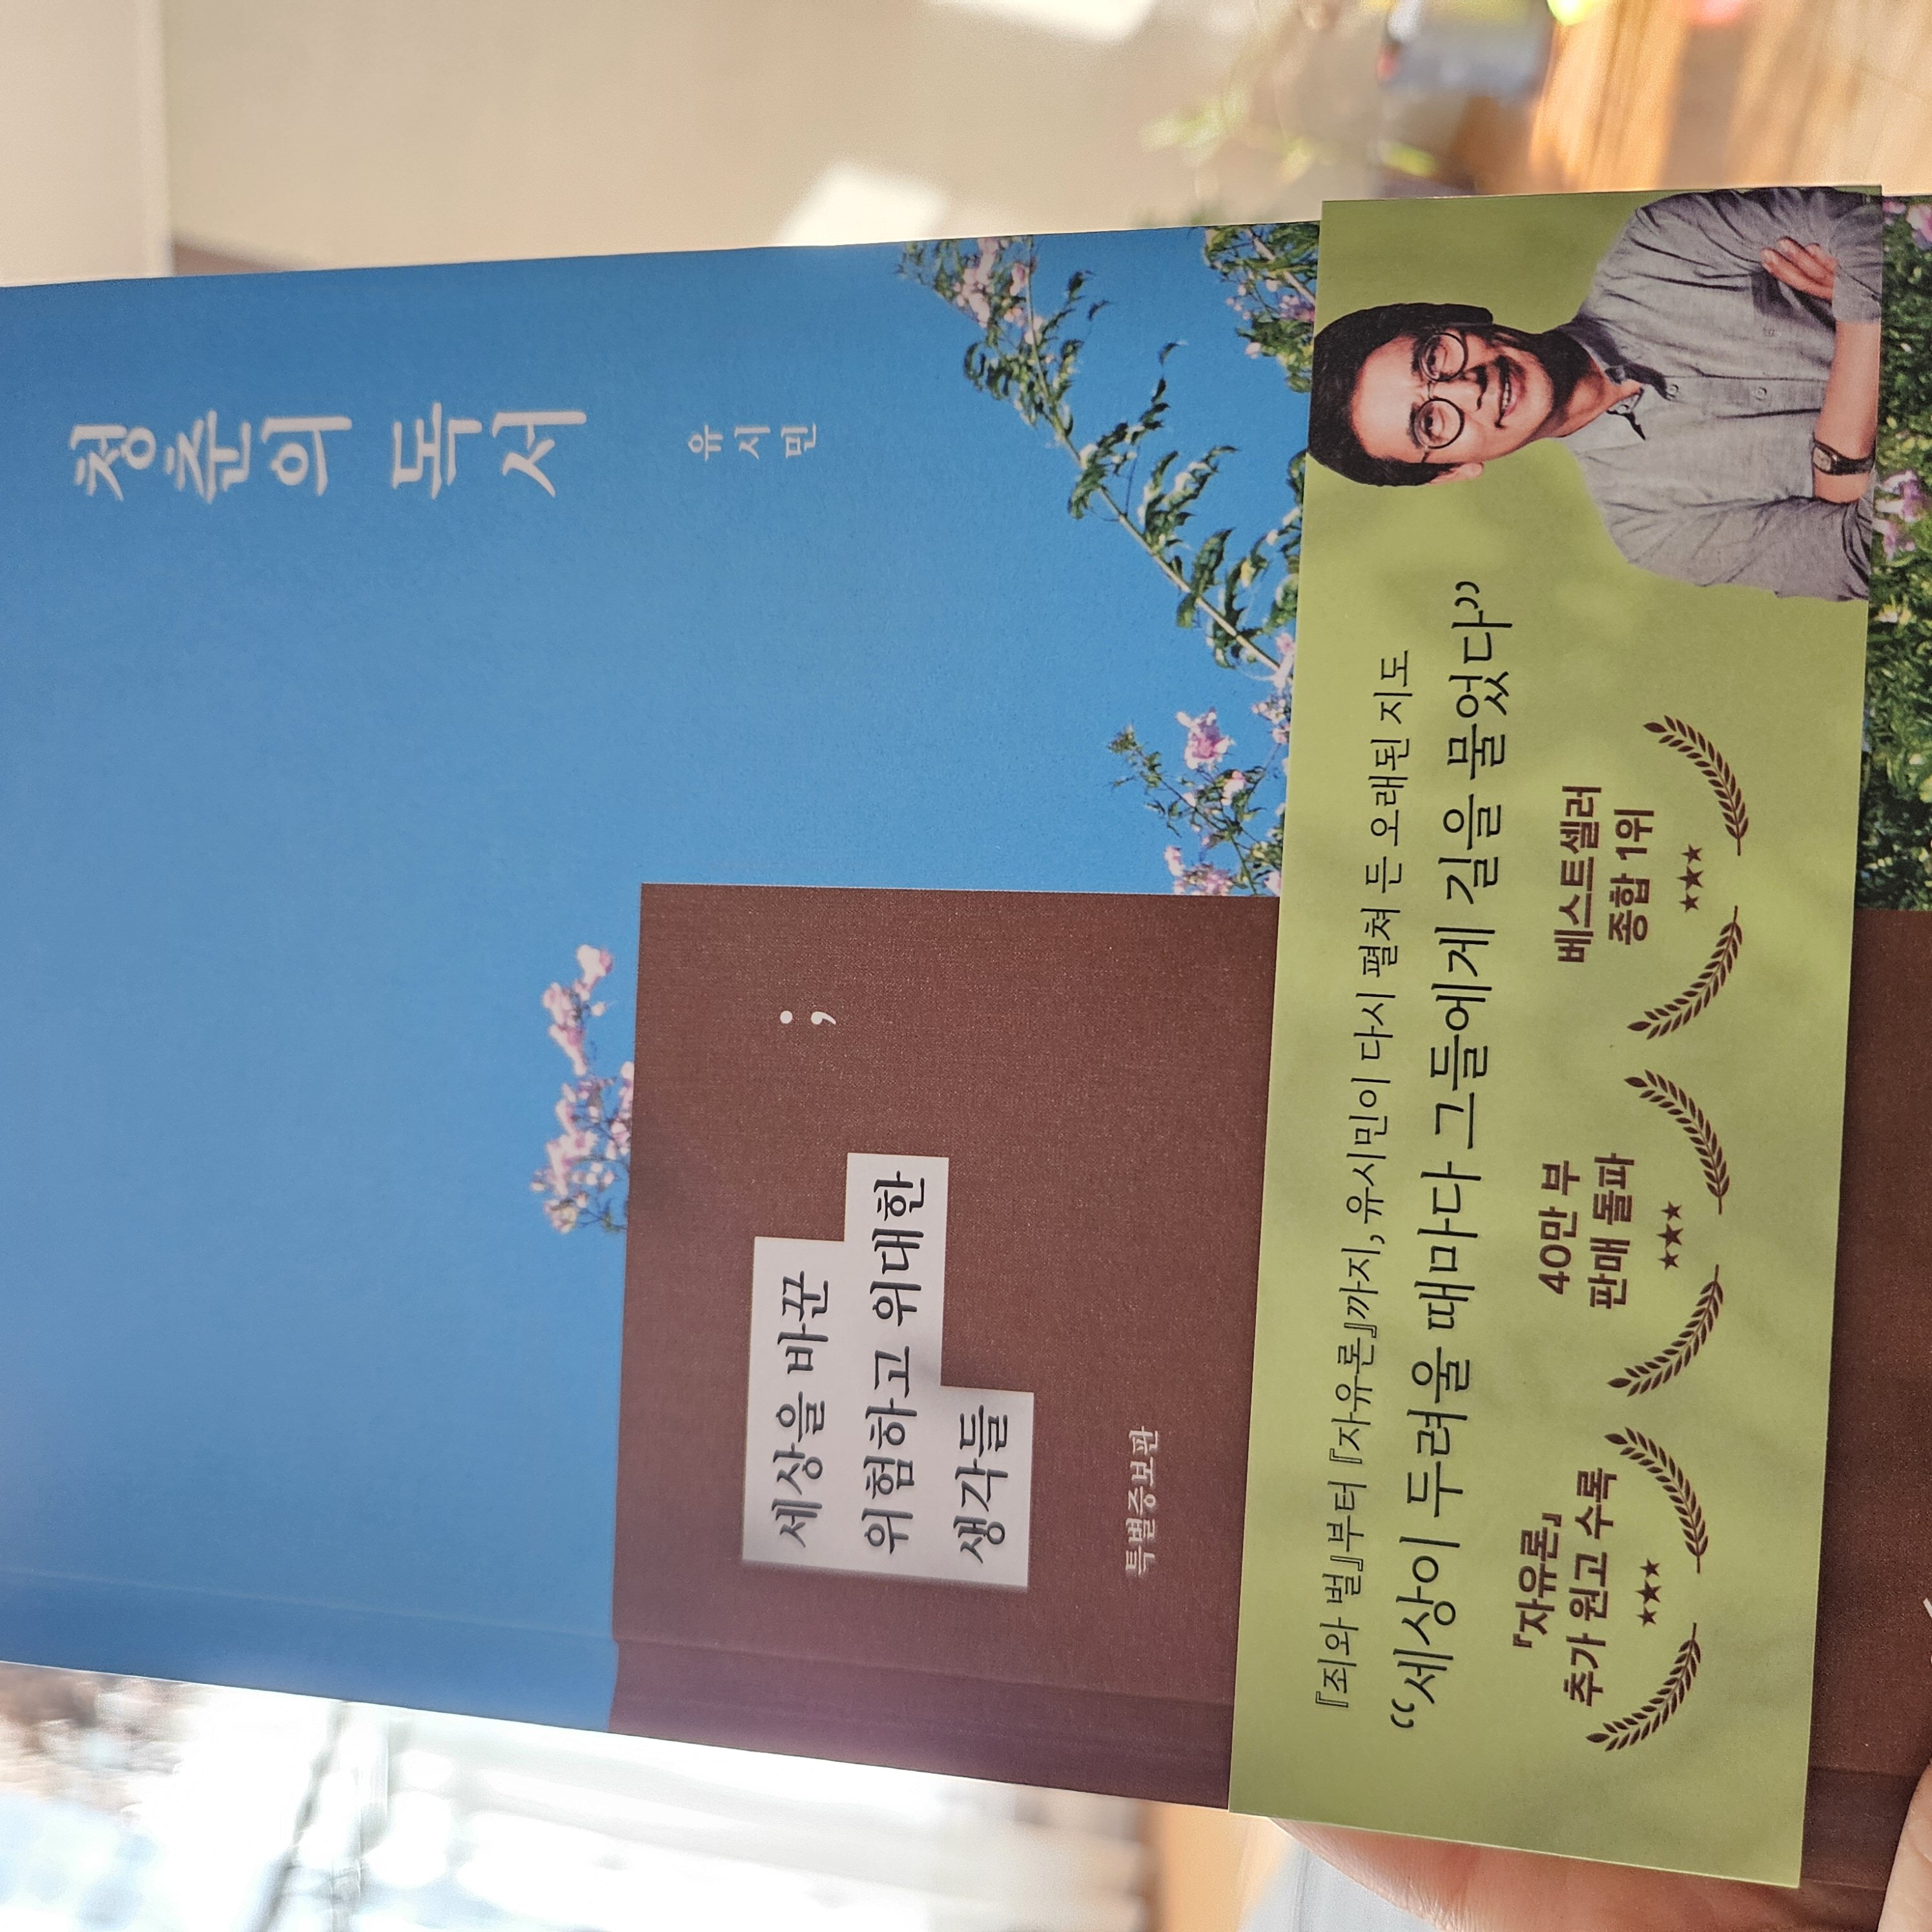 청춘의 독서
유시민
;
세상을 바꾼
위험하고 위대한
생각들
특별증보판
『죄와 벌』부터 『자유론』까지, 유시민이 다시 펼쳐 든 오래된 지도
“세상이 두려울 때마다 그들에게 길을 물었다”
『자유론』
추가 원고 수록
★★★
40만 부
판매 돌파
★★★
베스트셀러
종합 1위
★★★